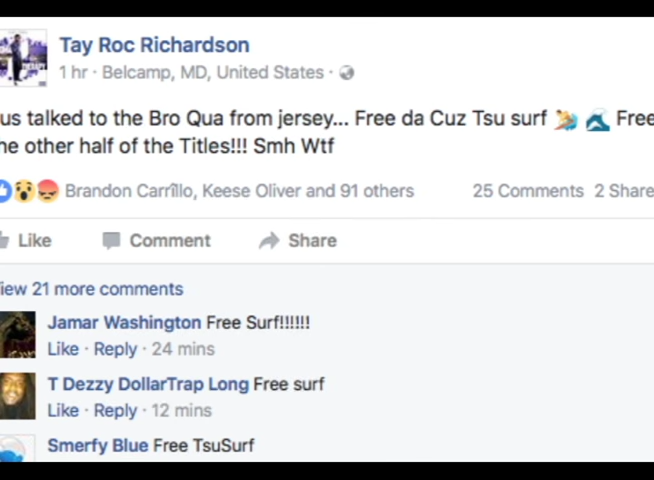 Tay Roc Richardson
1 hr · Belcamp, MD, United States ·
us talked to the Bro Qua from jersey... Free da Cuz Tsu surf 🏄 🌊 Free
ne other half of the Titles!!! Smh Wtf
Brandon Carrillo, Keese Oliver and 91 others 25 Comments 2 Share
Like Comment Share
iew 21 more comments
Jamar Washington Free Surf!!!!!!
Like · Reply · 24 mins
T Dezzy DollarTrap Long Free surf
Like · Reply · 12 mins
Smerfy Blue Free TsuSurf